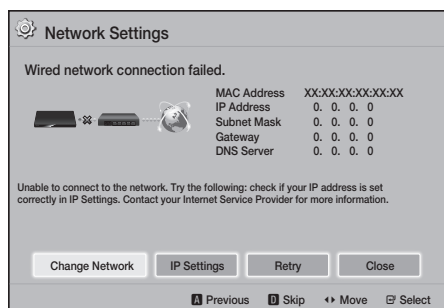 Network Settings
Wired network connection failed.
MAC Address XX:XX:XX:XX:XX:XX
IP Address 0. 0. 0. 0
Subnet Mask 0. 0. 0. 0
Gateway 0. 0. 0. 0
DNS Server 0. 0. 0. 0
Unable to connect to the network. Try the following: check if your IP address is set
correctly in IP Settings. Contact your Internet Service Provider for more information.
Change Network IP Settings Retry Close
A Previous D Skip Move Select